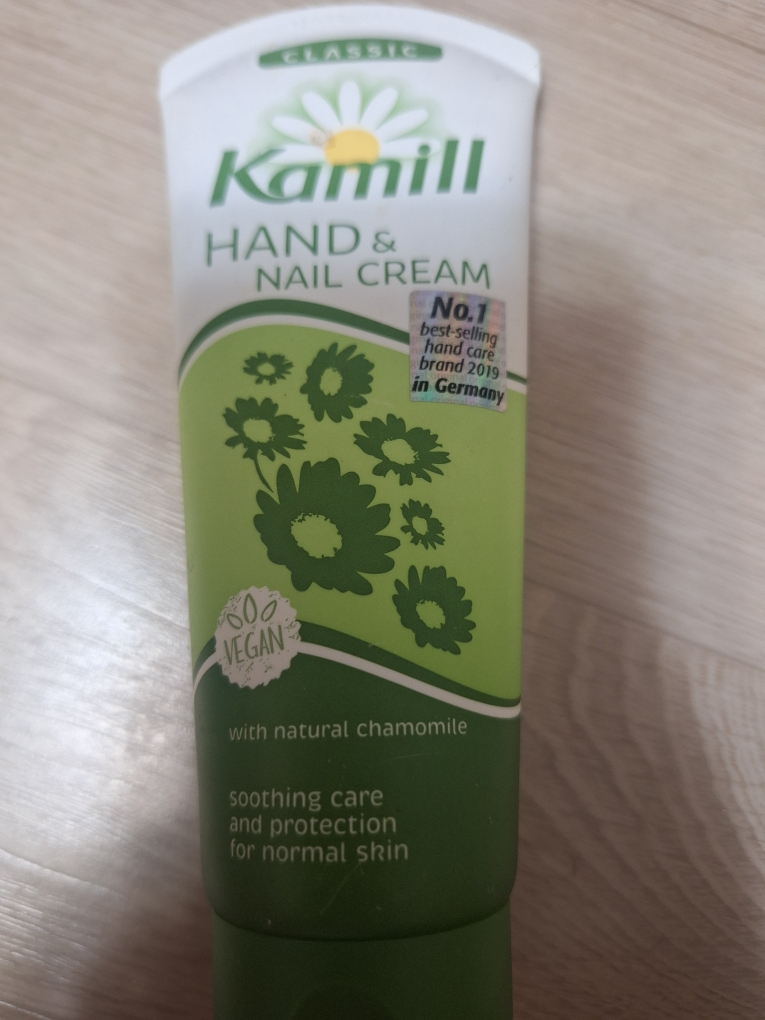 CLASSIC
Kamill
HAND &
NAIL CREAM
No.1
best-selling
hand care
brand 2019
in Germany
VEGAN
with natural chamomile
soothing care
and protection
for normal skin